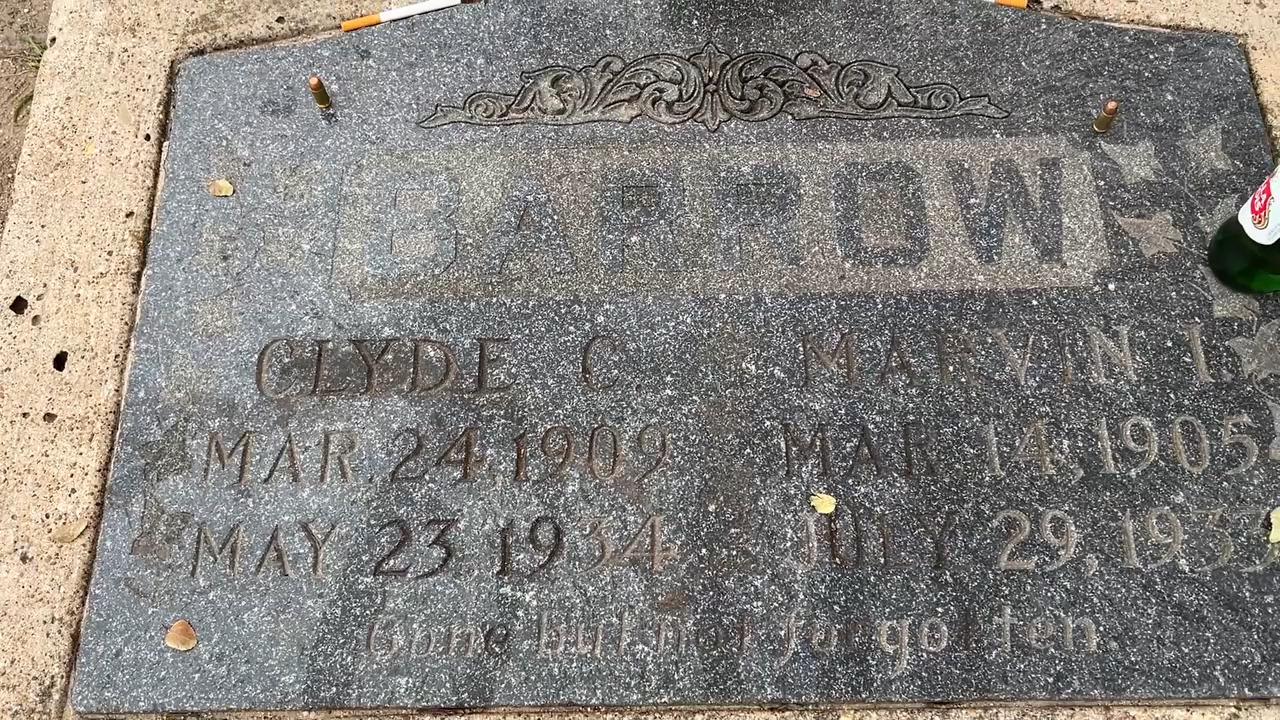 BARROW
CLYDE C. MARVIN I.
MAR. 24, 1909 MAR. 14, 1905
MAY 23, 1934 JULY 29, 1933
Gone but not forgotten.